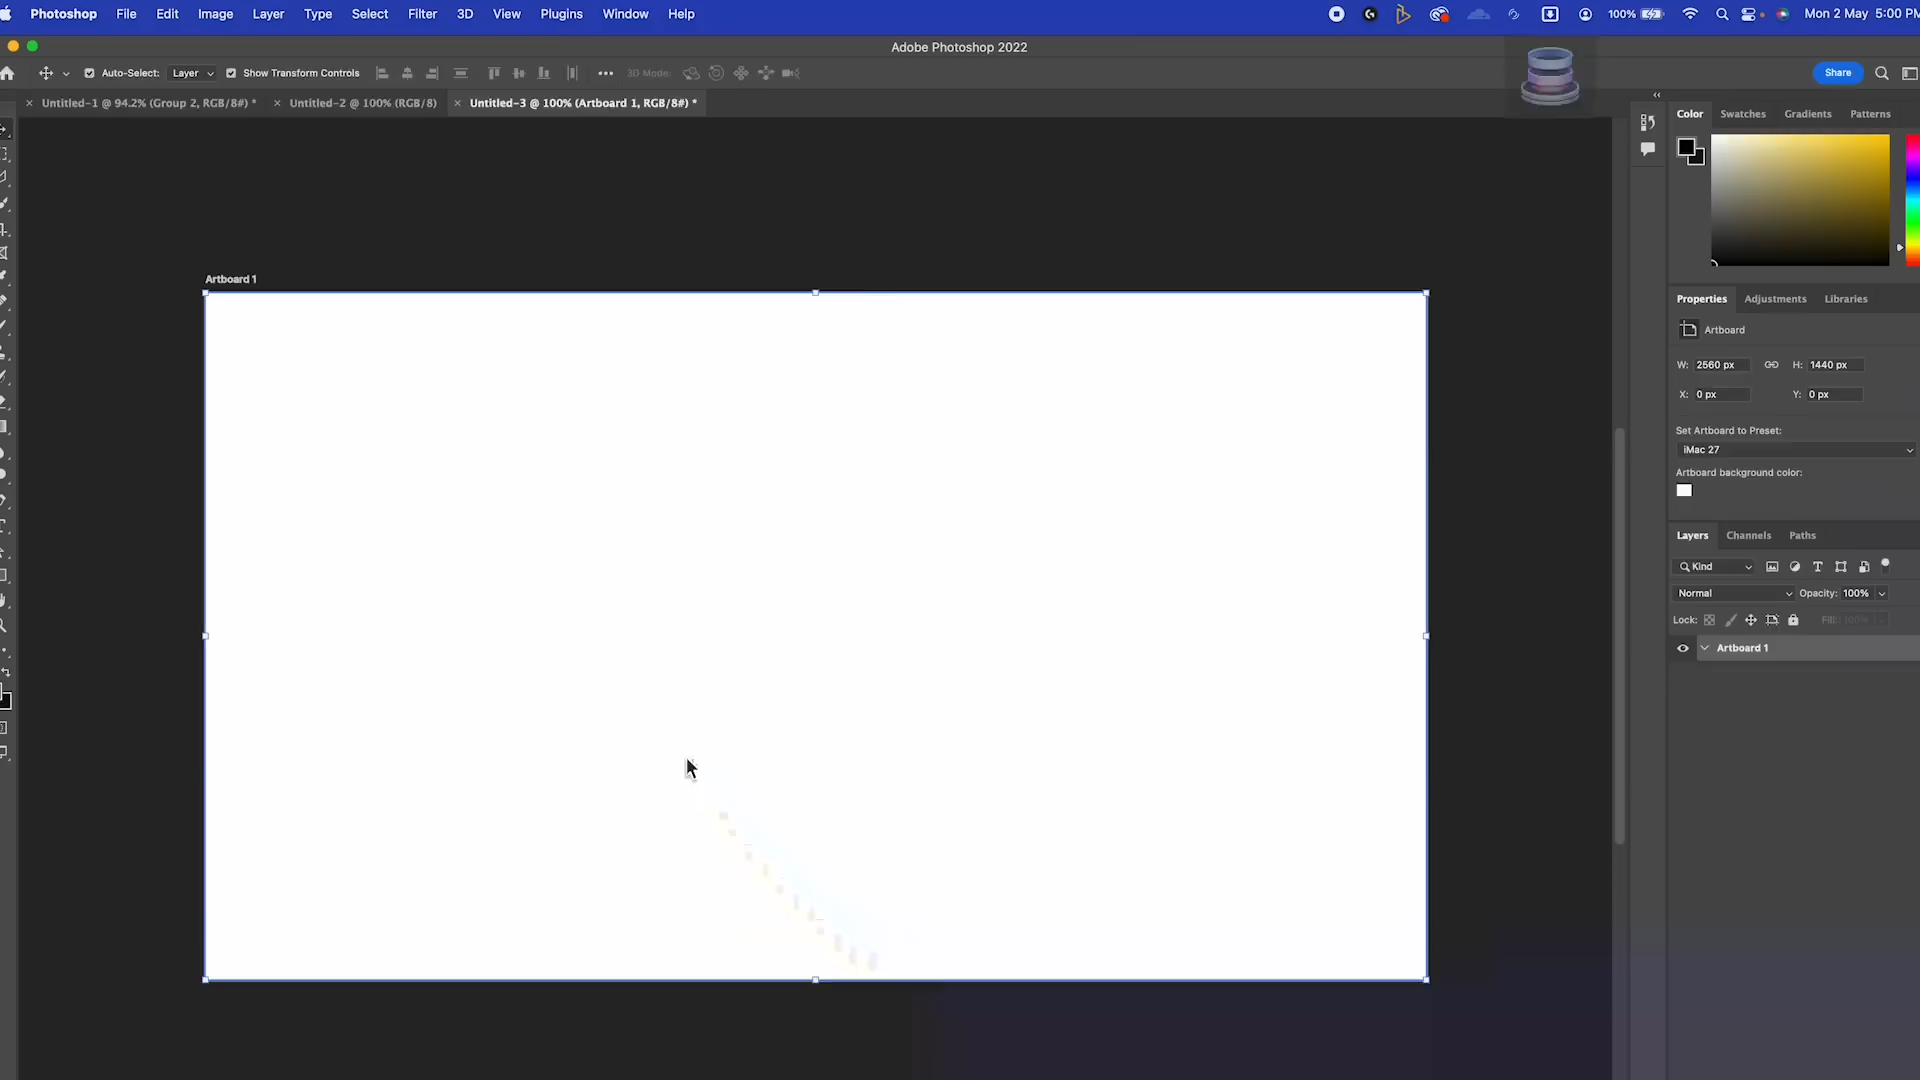 Photoshop File Edit Image Layer Type Select Filter 3D View Plugins Window Help 100% Mon 2 May 5:00 PM
Adobe Photoshop 2022
Auto-Select: Layer Show Transform Controls 3D Mode: Share
Untitled-1 @ 94.2% (Group 2, RGB/8#) * Untitled-2 @ 100% (RGB/8) Untitled-3 @ 100% (Artboard 1, RGB/8#) *
Color Swatches Gradients Patterns
Artboard 1
Properties Adjustments Libraries
Artboard
W: 2560 px H: 1440 px
X: 0 px Y: 0 px
Set Artboard to Preset:
iMac 27
Artboard background color:
Layers Channels Paths
Kind
Normal Opacity: 100%
Lock: Fill: 100%
Artboard 1